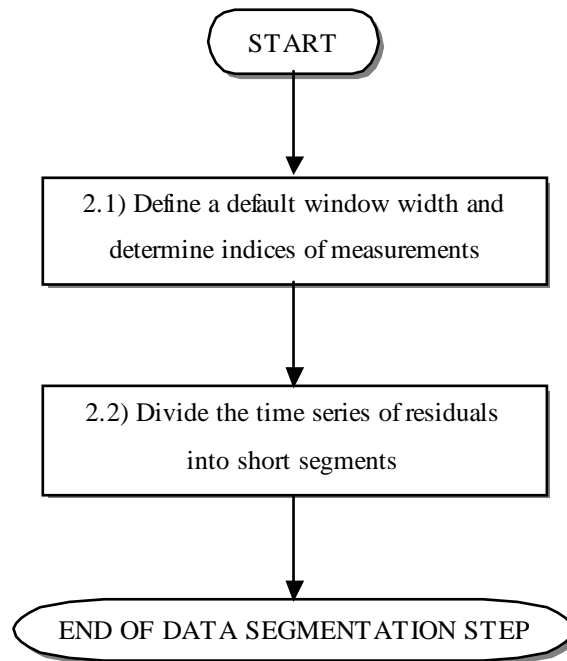 START
2.1) Define a default window width and
determine indices of measurements
2.2) Divide the time series of residuals
into short segments
END OF DATA SEGMENTATION STEP